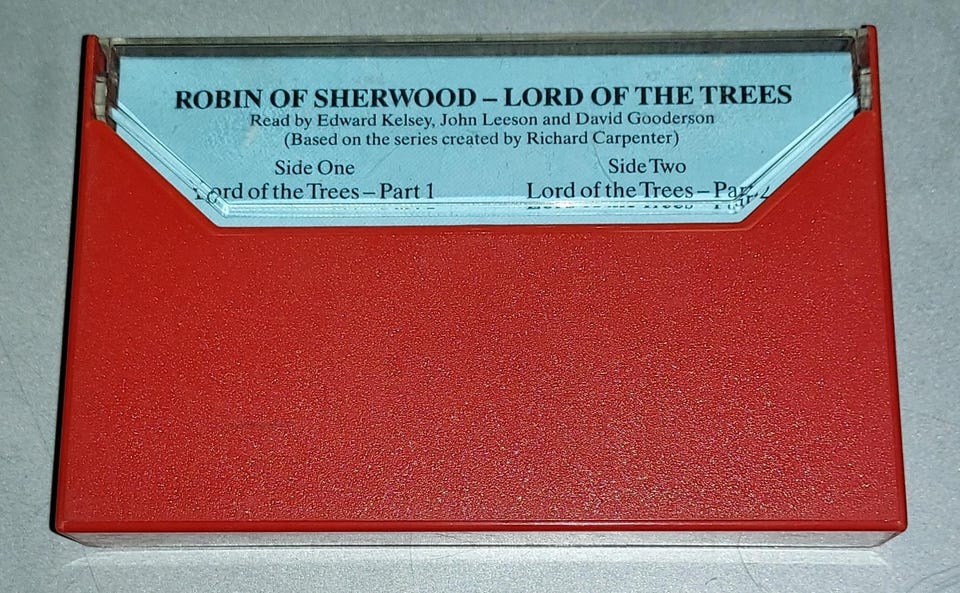 ROBIN OF SHERWOOD – LORD OF THE TREES
Read by Edward Kelsey, John Leeson and David Gooderson
(Based on the series created by Richard Carpenter)
Side One Side Two
Lord of the Trees – Part 1 Lord of the Trees – Part 2